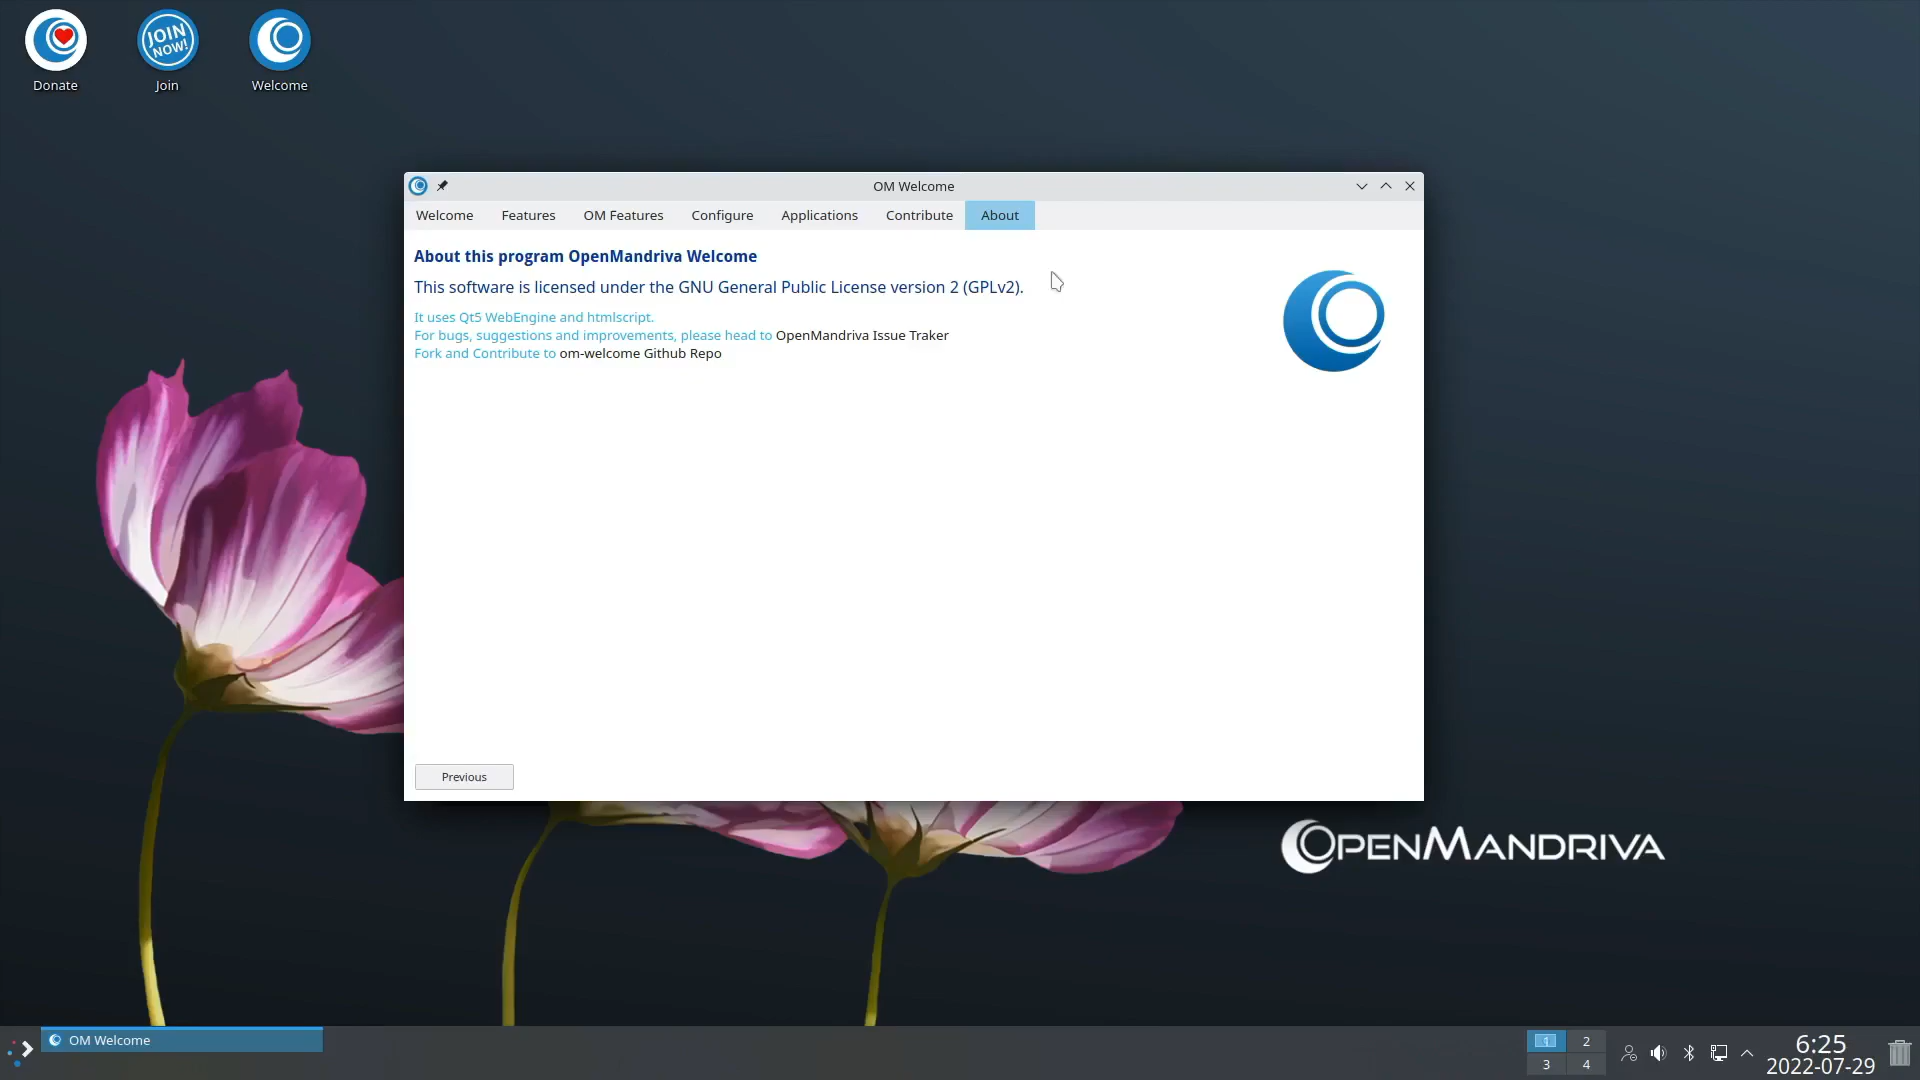 JOIN
NOW!
Donate
Join
Welcome
OM Welcome
Welcome
Features
OM Features
Configure
Applications
Contribute
About
About this program OpenMandriva Welcome
This software is licensed under the GNU General Public License version 2 (GPLv2).
It uses Qt5 WebEngine and htmlscript.
For bugs, suggestions and improvements, please head to OpenMandriva Issue Traker
Fork and Contribute to om-welcome Github Repo
Previous
OPENMANDRIVA
OM Welcome
1
2
3
4
6:25
2022-07-29